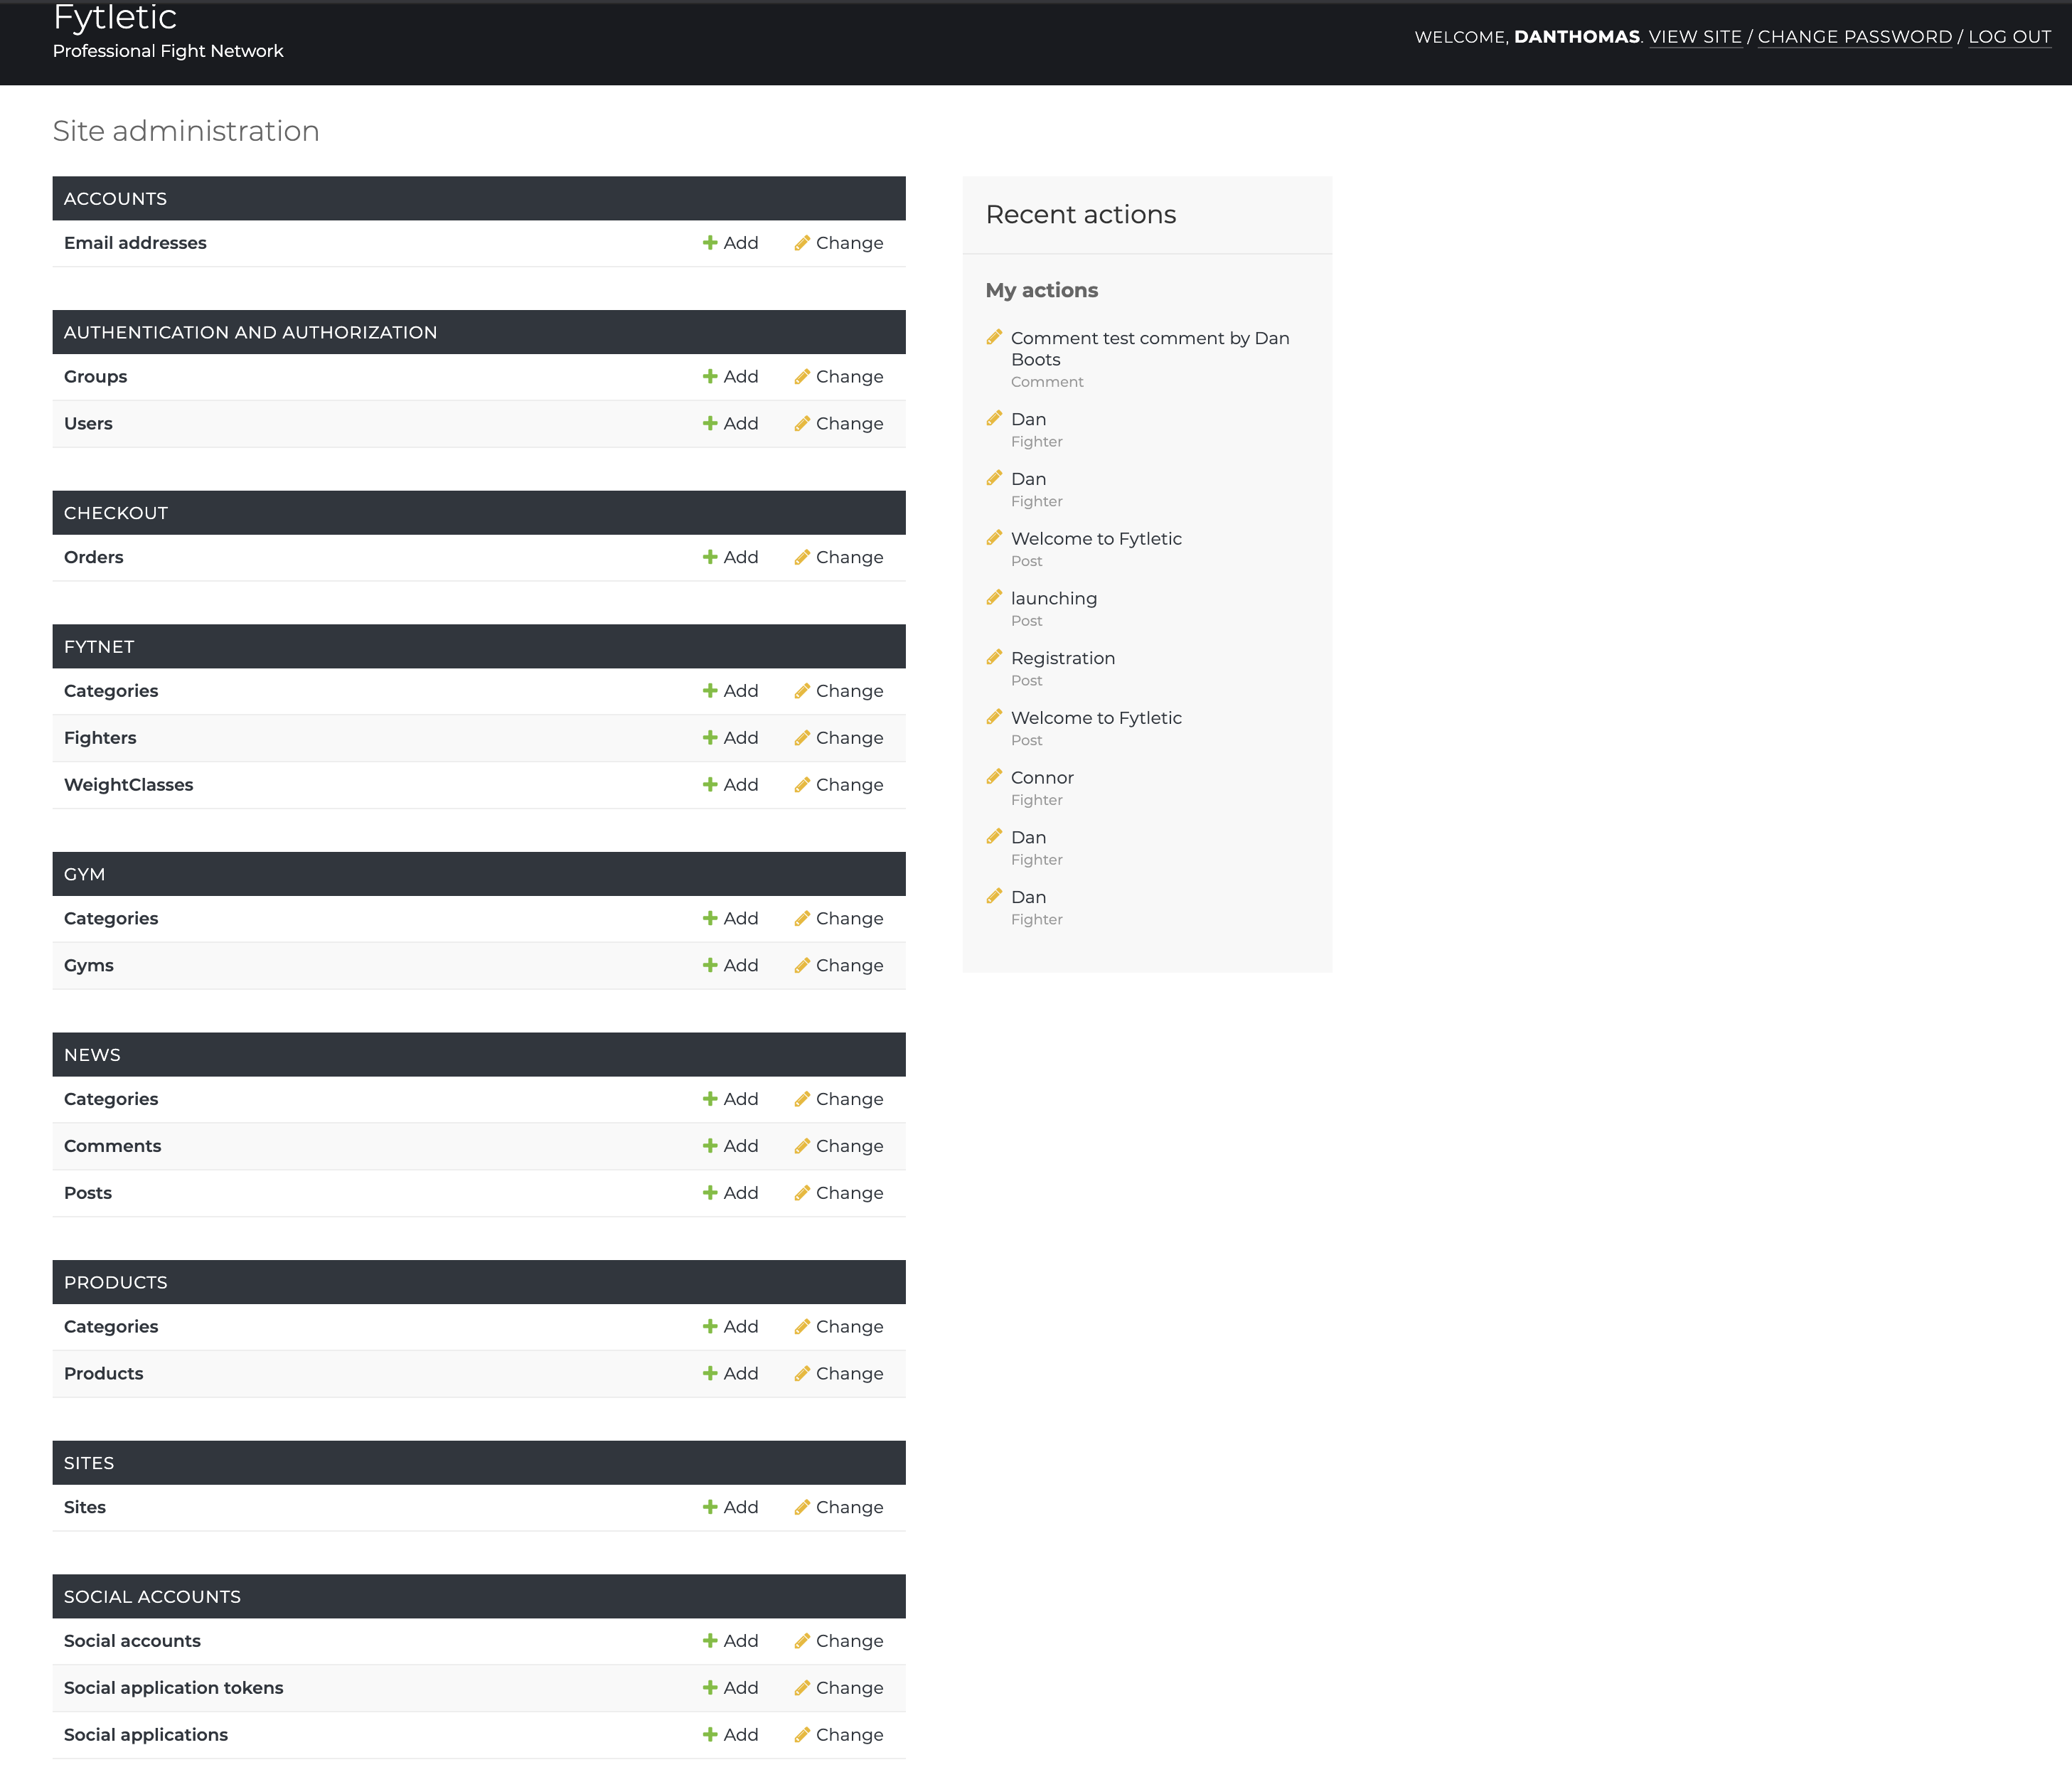 Fytletic
Professional Fight Network
WELCOME, DANTHOMAS. VIEW SITE / CHANGE PASSWORD / LOG OUT
Site administration
ACCOUNTS
Email addresses Add Change
AUTHENTICATION AND AUTHORIZATION
Groups Add Change
Users Add Change
CHECKOUT
Orders Add Change
FYTNET
Categories Add Change
Fighters Add Change
WeightClasses Add Change
GYM
Categories Add Change
Gyms Add Change
NEWS
Categories Add Change
Comments Add Change
Posts Add Change
PRODUCTS
Categories Add Change
Products Add Change
SITES
Sites Add Change
SOCIAL ACCOUNTS
Social accounts Add Change
Social application tokens Add Change
Social applications Add Change
Recent actions
My actions
Comment test comment by Dan
Boots
Comment
Dan
Fighter
Dan
Fighter
Welcome to Fytletic
Post
launching
Post
Registration
Post
Welcome to Fytletic
Post
Connor
Fighter
Dan
Fighter
Dan
Fighter